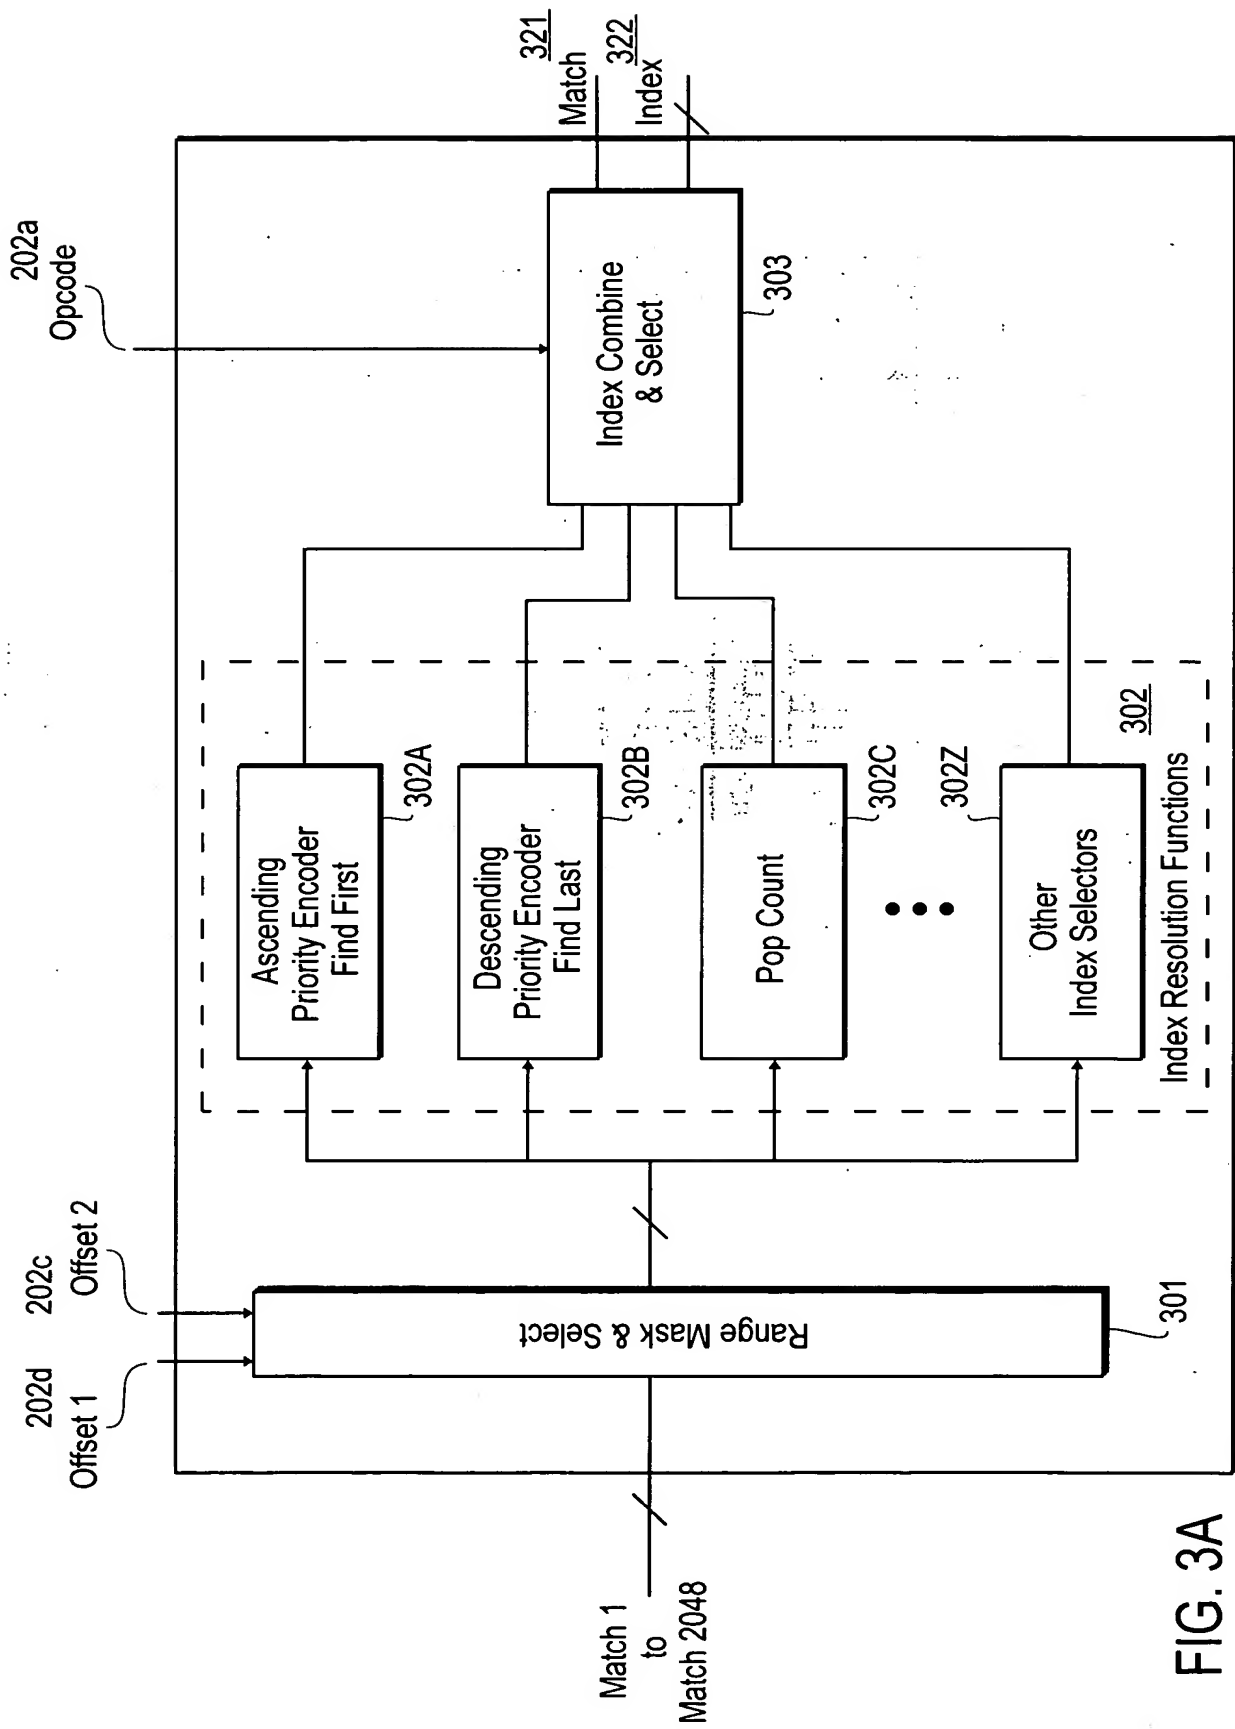 202d
Offset 1
202c
Offset 2
202a
Opcode
Match 1
to
Match 2048
Range Mask & Select
301
Ascending
Priority Encoder
Find First
302A
Descending
Priority Encoder
Find Last
302B
Pop Count
302C
302Z
Other
Index Selectors
302
Index Resolution Functions
Index Combine
& Select
303
321
Match
322
Index
FIG. 3A